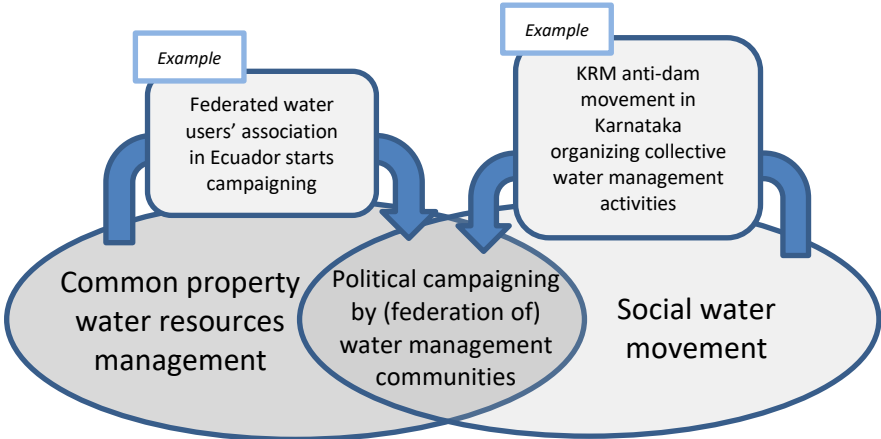 Example
Federated water
users’ association
in Ecuador starts
campaigning
Example
KRM anti-dam
movement in
Karnataka
organizing collective
water management
activities
Common property
water resources
management
Political campaigning
by (federation of)
water management
communities
Social water
movement